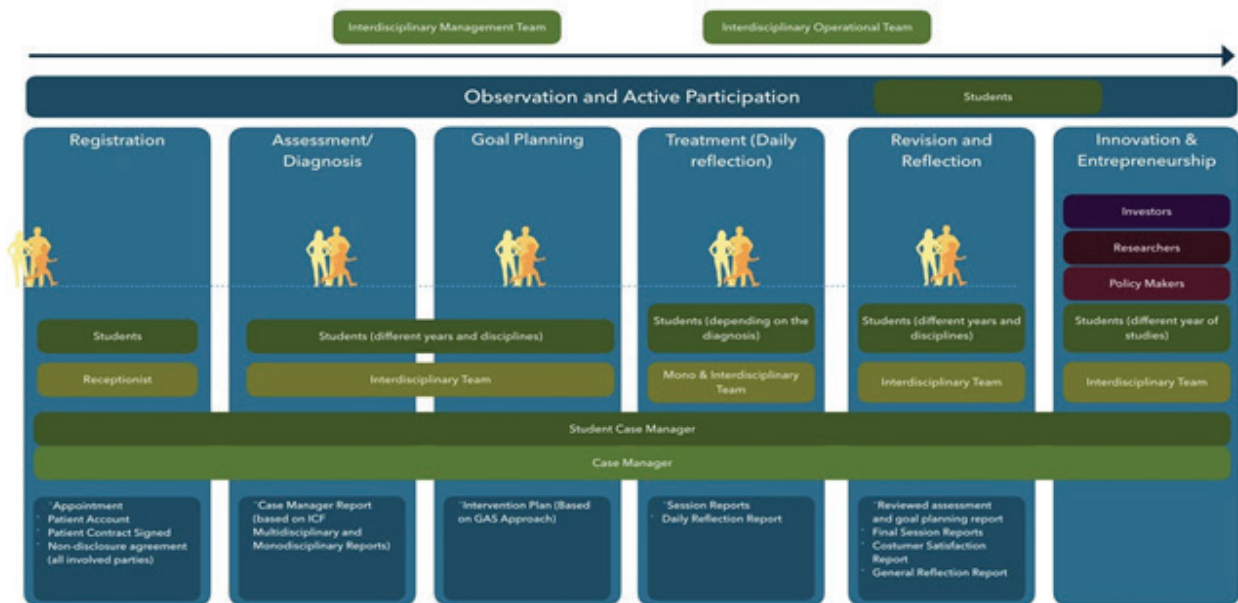 Interdisciplinary Management Team
Interdisciplinary Operational Team
Observation and Active Participation
Students
Registration
Assessment/
Diagnosis
Goal Planning
Treatment (Daily
reflection)
Revision and
Reflection
Innovation &
Entrepreneurship
Investors
Researchers
Policy Makers
Students
Students (different years and disciplines)
Students (depending on the
diagnosis)
Students (different years and
disciplines)
Students (different year of
studies)
Receptionist
Interdisciplinary Team
Mono & Interdisciplinary
Team
Interdisciplinary Team
Interdisciplinary Team
Student Case Manager
Case Manager
Appointment
Patient Account
Patient Contract Signed
Non-disclosure agreement
(all involved parties)
Case Manager Report
(based on ICF
Multidisciplinary and
Monodisciplinary Reports)
Intervention Plan (Based
on GAS Approach)
Session Reports
Daily Reflection Report
Reviewed assessment
and goal planning report
Final Session Reports
Costumer Satisfaction
Report
General Reflection Report